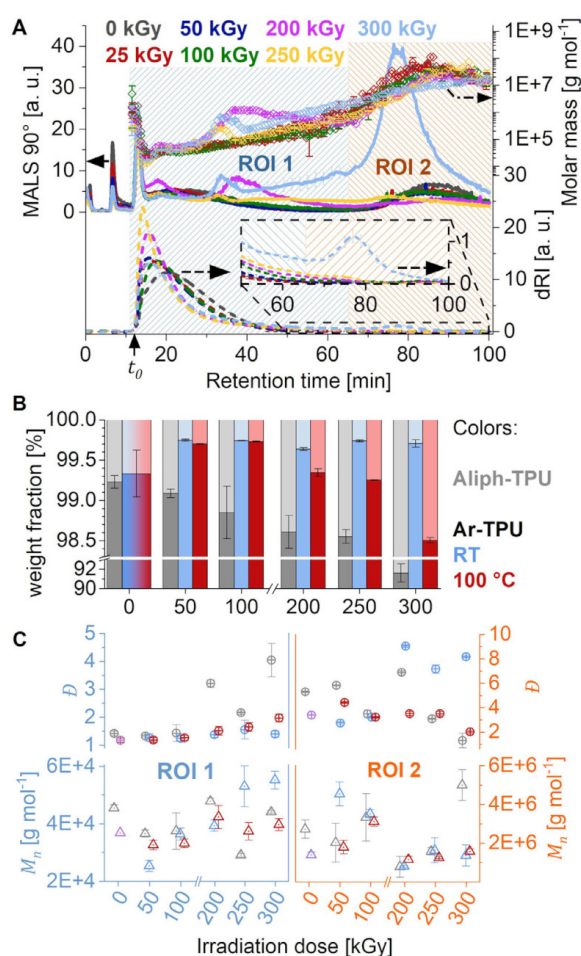 A
0 kGy 50 kGy 200 kGy 300 kGy
25 kGy 100 kGy 250 kGy
MALS 90° [a. u.]
40
35
30
25
20
15
10
5
0
ROI 1
ROI 2
1E+9
1E+7
1E+5
Molar mass [g mol⁻¹]
30
20
10
0
dRI [a. u.]
1
0
60 80 100
t₀
0 20 40 60 80 100
Retention time [min]
B
weight fraction [%]
100.0
99.5
99.0
98.5
92
90
0 50 100 200 250 300
Colors:
Aliph-TPU
Ar-TPU
RT
100 °C
C
Đ
5
4
3
2
1
10
8
6
4
2
0
Đ
Mₙ [g mol⁻¹]
6E+4
4E+4
2E+4
ROI 1
ROI 2
6E+6
4E+6
2E+6
Mₙ [g mol⁻¹]
0 50 100 200 250 300 0 50 100 200 250 300
Irradiation dose [kGy]